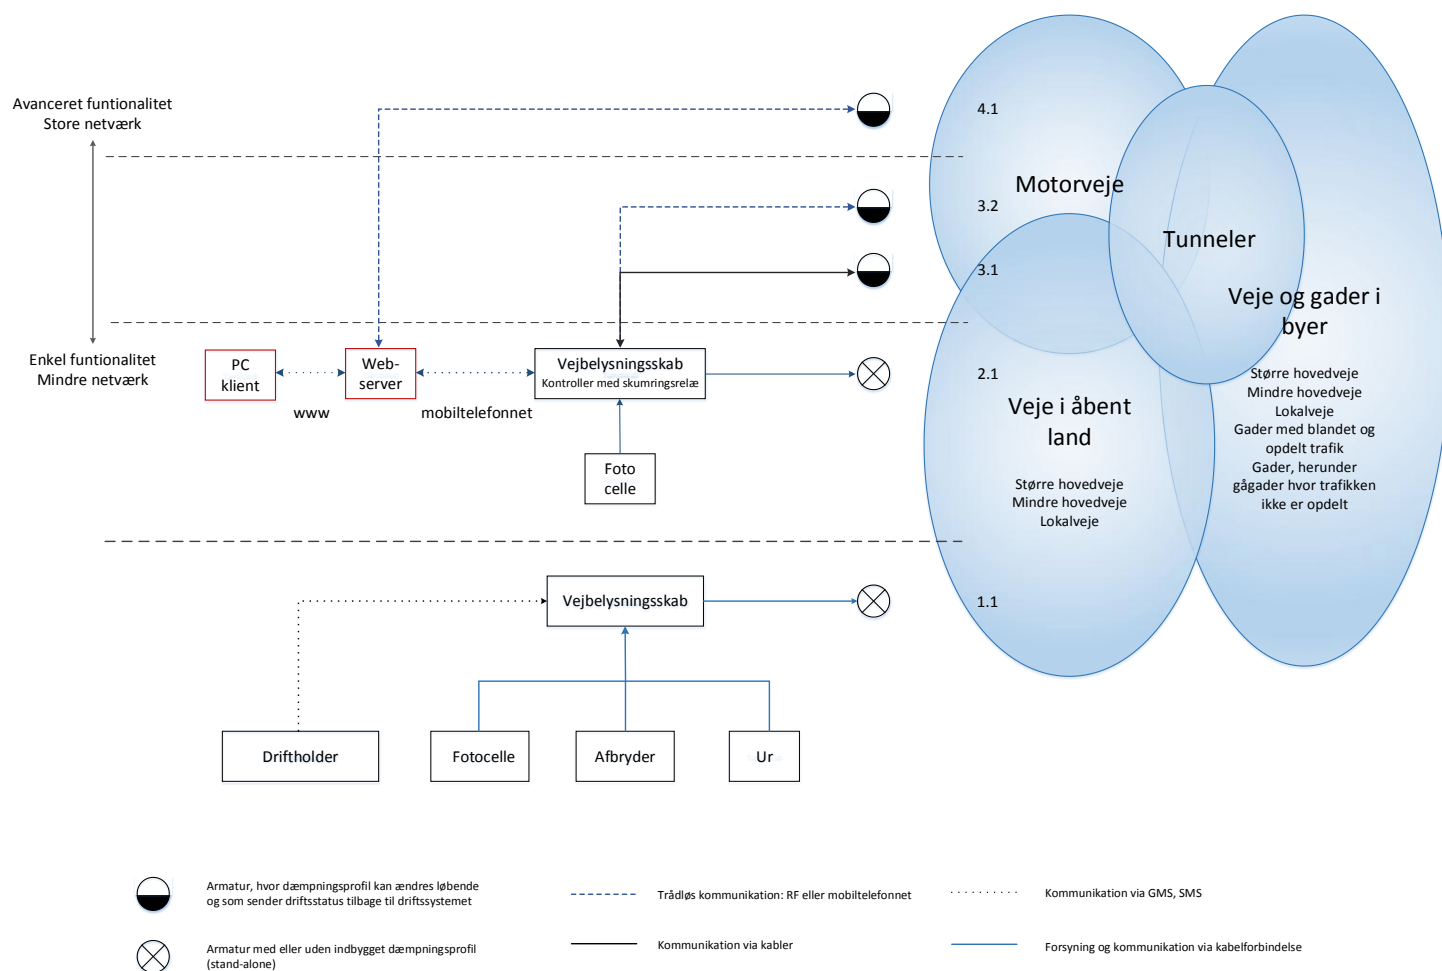 Avanceret funtionalitet
Store netværk
Enkel funtionalitet
Mindre netværk
PC
klient
www
Web-
server
mobiltelefonnet
Vejbelysningsskab
Kontroller med skumringsrelæ
Foto
celle
Vejbelysningsskab
Driftholder
Fotocelle
Afbryder
Ur
4.1
3.2
3.1
2.1
1.1
Motorveje
Tunneler
Veje og gader i
byer
Større hovedveje
Mindre hovedveje
Lokalveje
Gader med blandet og
opdelt trafik
Gader, herunder
gågader hvor trafikken
ikke er opdelt
Veje i åbent
land
Større hovedveje
Mindre hovedveje
Lokalveje
Armatur, hvor dæmpningsprofil kan ændres løbende
og som sender driftsstatus tilbage til driftsystemet
Trådløs kommunikation: RF eller mobiltelefonnet
Kommunikation via GMS, SMS
Armatur med eller uden indbygget dæmpningsprofil
(stand-alone)
Kommunikation via kabler
Forsyning og kommunikation via kabelforbindelse